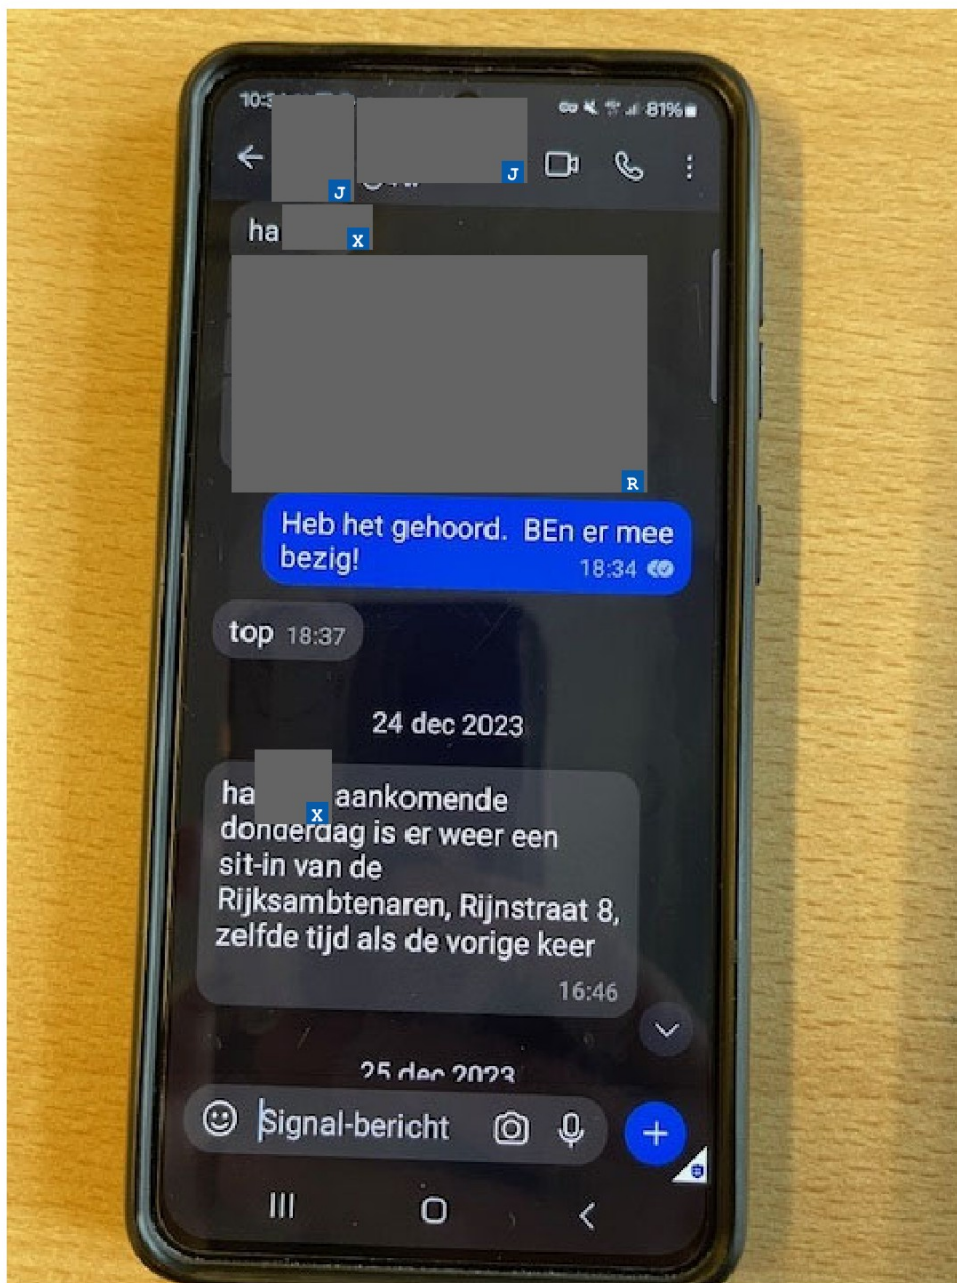 81%
J
J
ha
X
R
Heb het gehoord.  BEn er mee
bezig!
18:34
top 18:37
24 dec 2023
ha
X
aankomende
donderdag is er weer een
sit-in van de
Rijksambtenaren, Rijnstraat 8,
zelfde tijd als de vorige keer
16:46
25 dec 2023
Signal-bericht